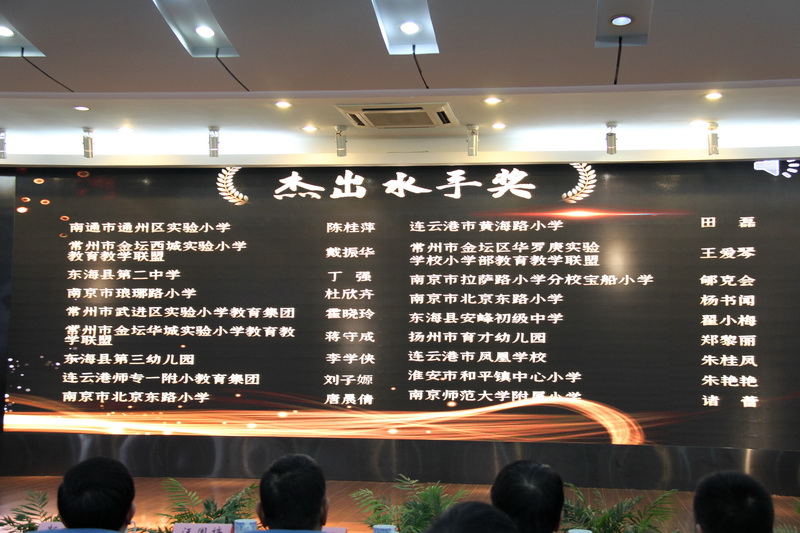 杰出水手奖
南通市通州区实验小学 陈桂萍
常州市金坛西城实验小学
教育教学联盟 戴振华
东海县第二中学 丁强
南京市琅琊路小学 杜欣卉
常州市武进区实验小学教育集团 霍晓玲
常州市金坛华城实验小学教育教
学联盟 蒋守成
东海县第三幼儿园 李学侠
连云港师专一附小教育集团 刘子嫄
南京市北京东路小学 唐晨倩
连云港市黄海路小学 田磊
常州市金坛区华罗庚实验
学校小学部教育教学联盟 王爱琴
南京市拉萨路小学分校宝船小学 邹克会
南京市北京东路小学 杨书闻
东海县安峰初级中学 翟小梅
扬州市育才幼儿园 郑黎丽
连云港市凤凰学校 朱桂凤
淮安市和平镇中心小学 朱艳艳
南京师范大学附属小学 诸蕾